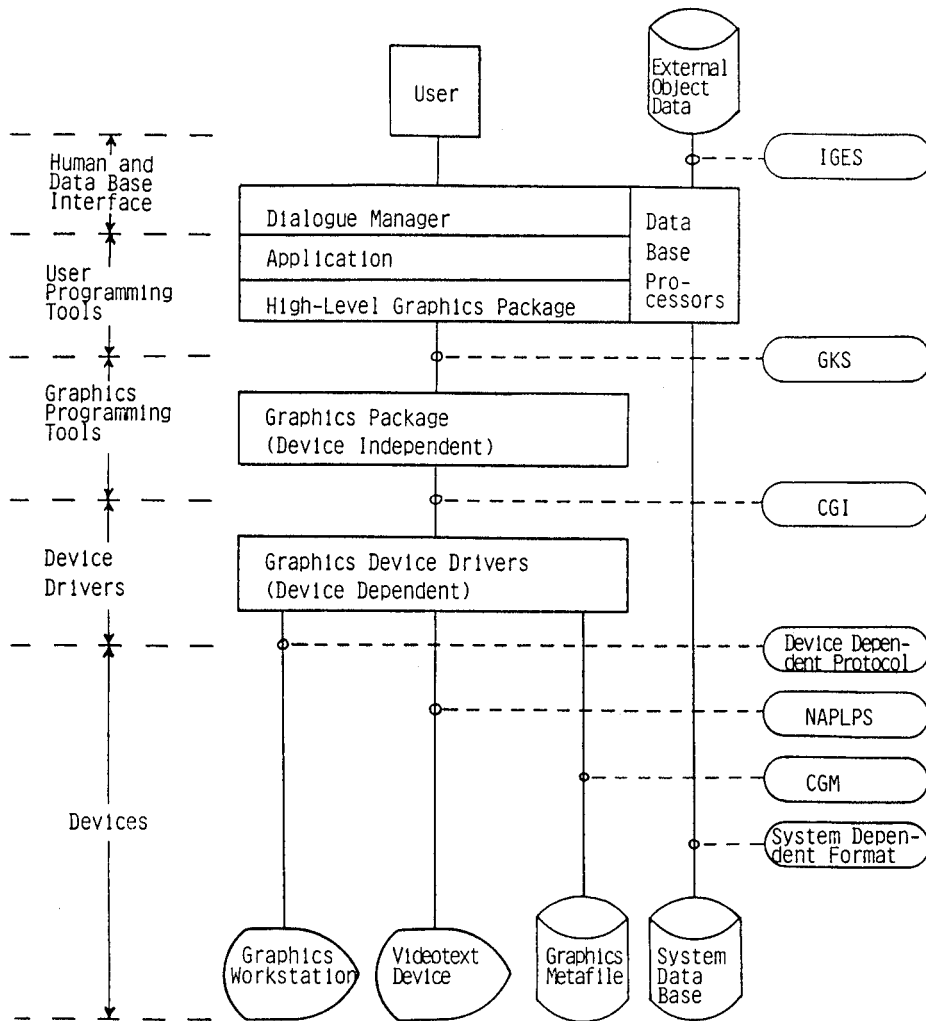 User
External
Object
Data
Human and
Data Base
Interface
IGES
Dialogue Manager
Data
Base
Pro-
cessors
Application
High-Level Graphics Package
User
Programming
Tools
GKS
Graphics
Programming
Tools
Graphics Package
(Device Independent)
CGI
Device
Drivers
Graphics Device Drivers
(Device Dependent)
Device Depen-
dent Protocol
NAPLPS
CGM
System Depen-
dent Format
Devices
Graphics
Workstation
Videotext
Device
Graphics
Metafile
System
Data
Base